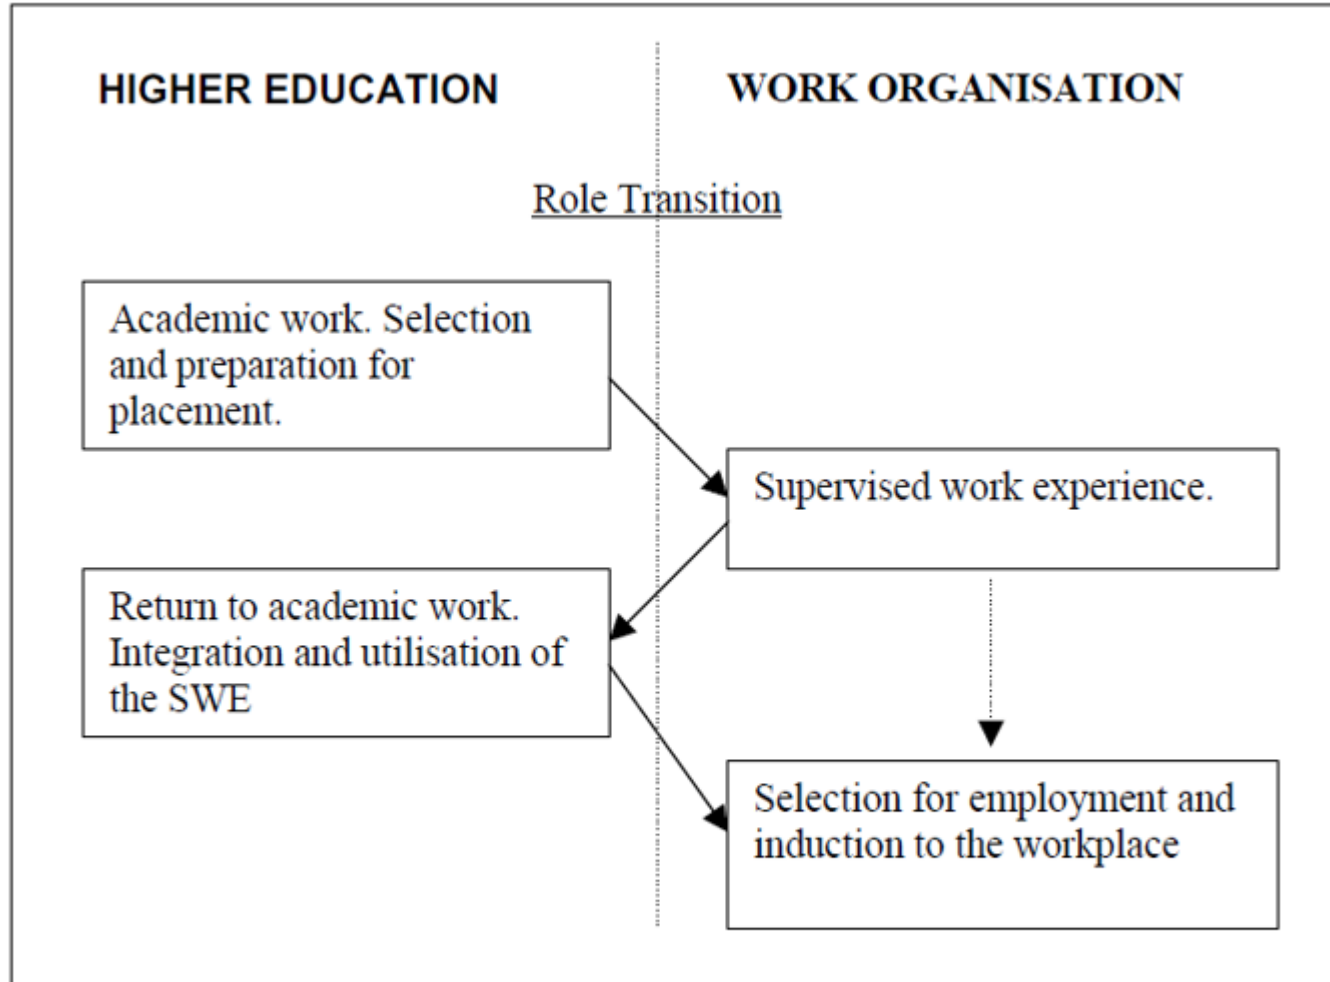 HIGHER EDUCATION
WORK ORGANISATION
Role Transition
Academic work. Selection
and preparation for
placement.
Supervised work experience.
Return to academic work.
Integration and utilisation of
the SWE
Selection for employment and
induction to the workplace